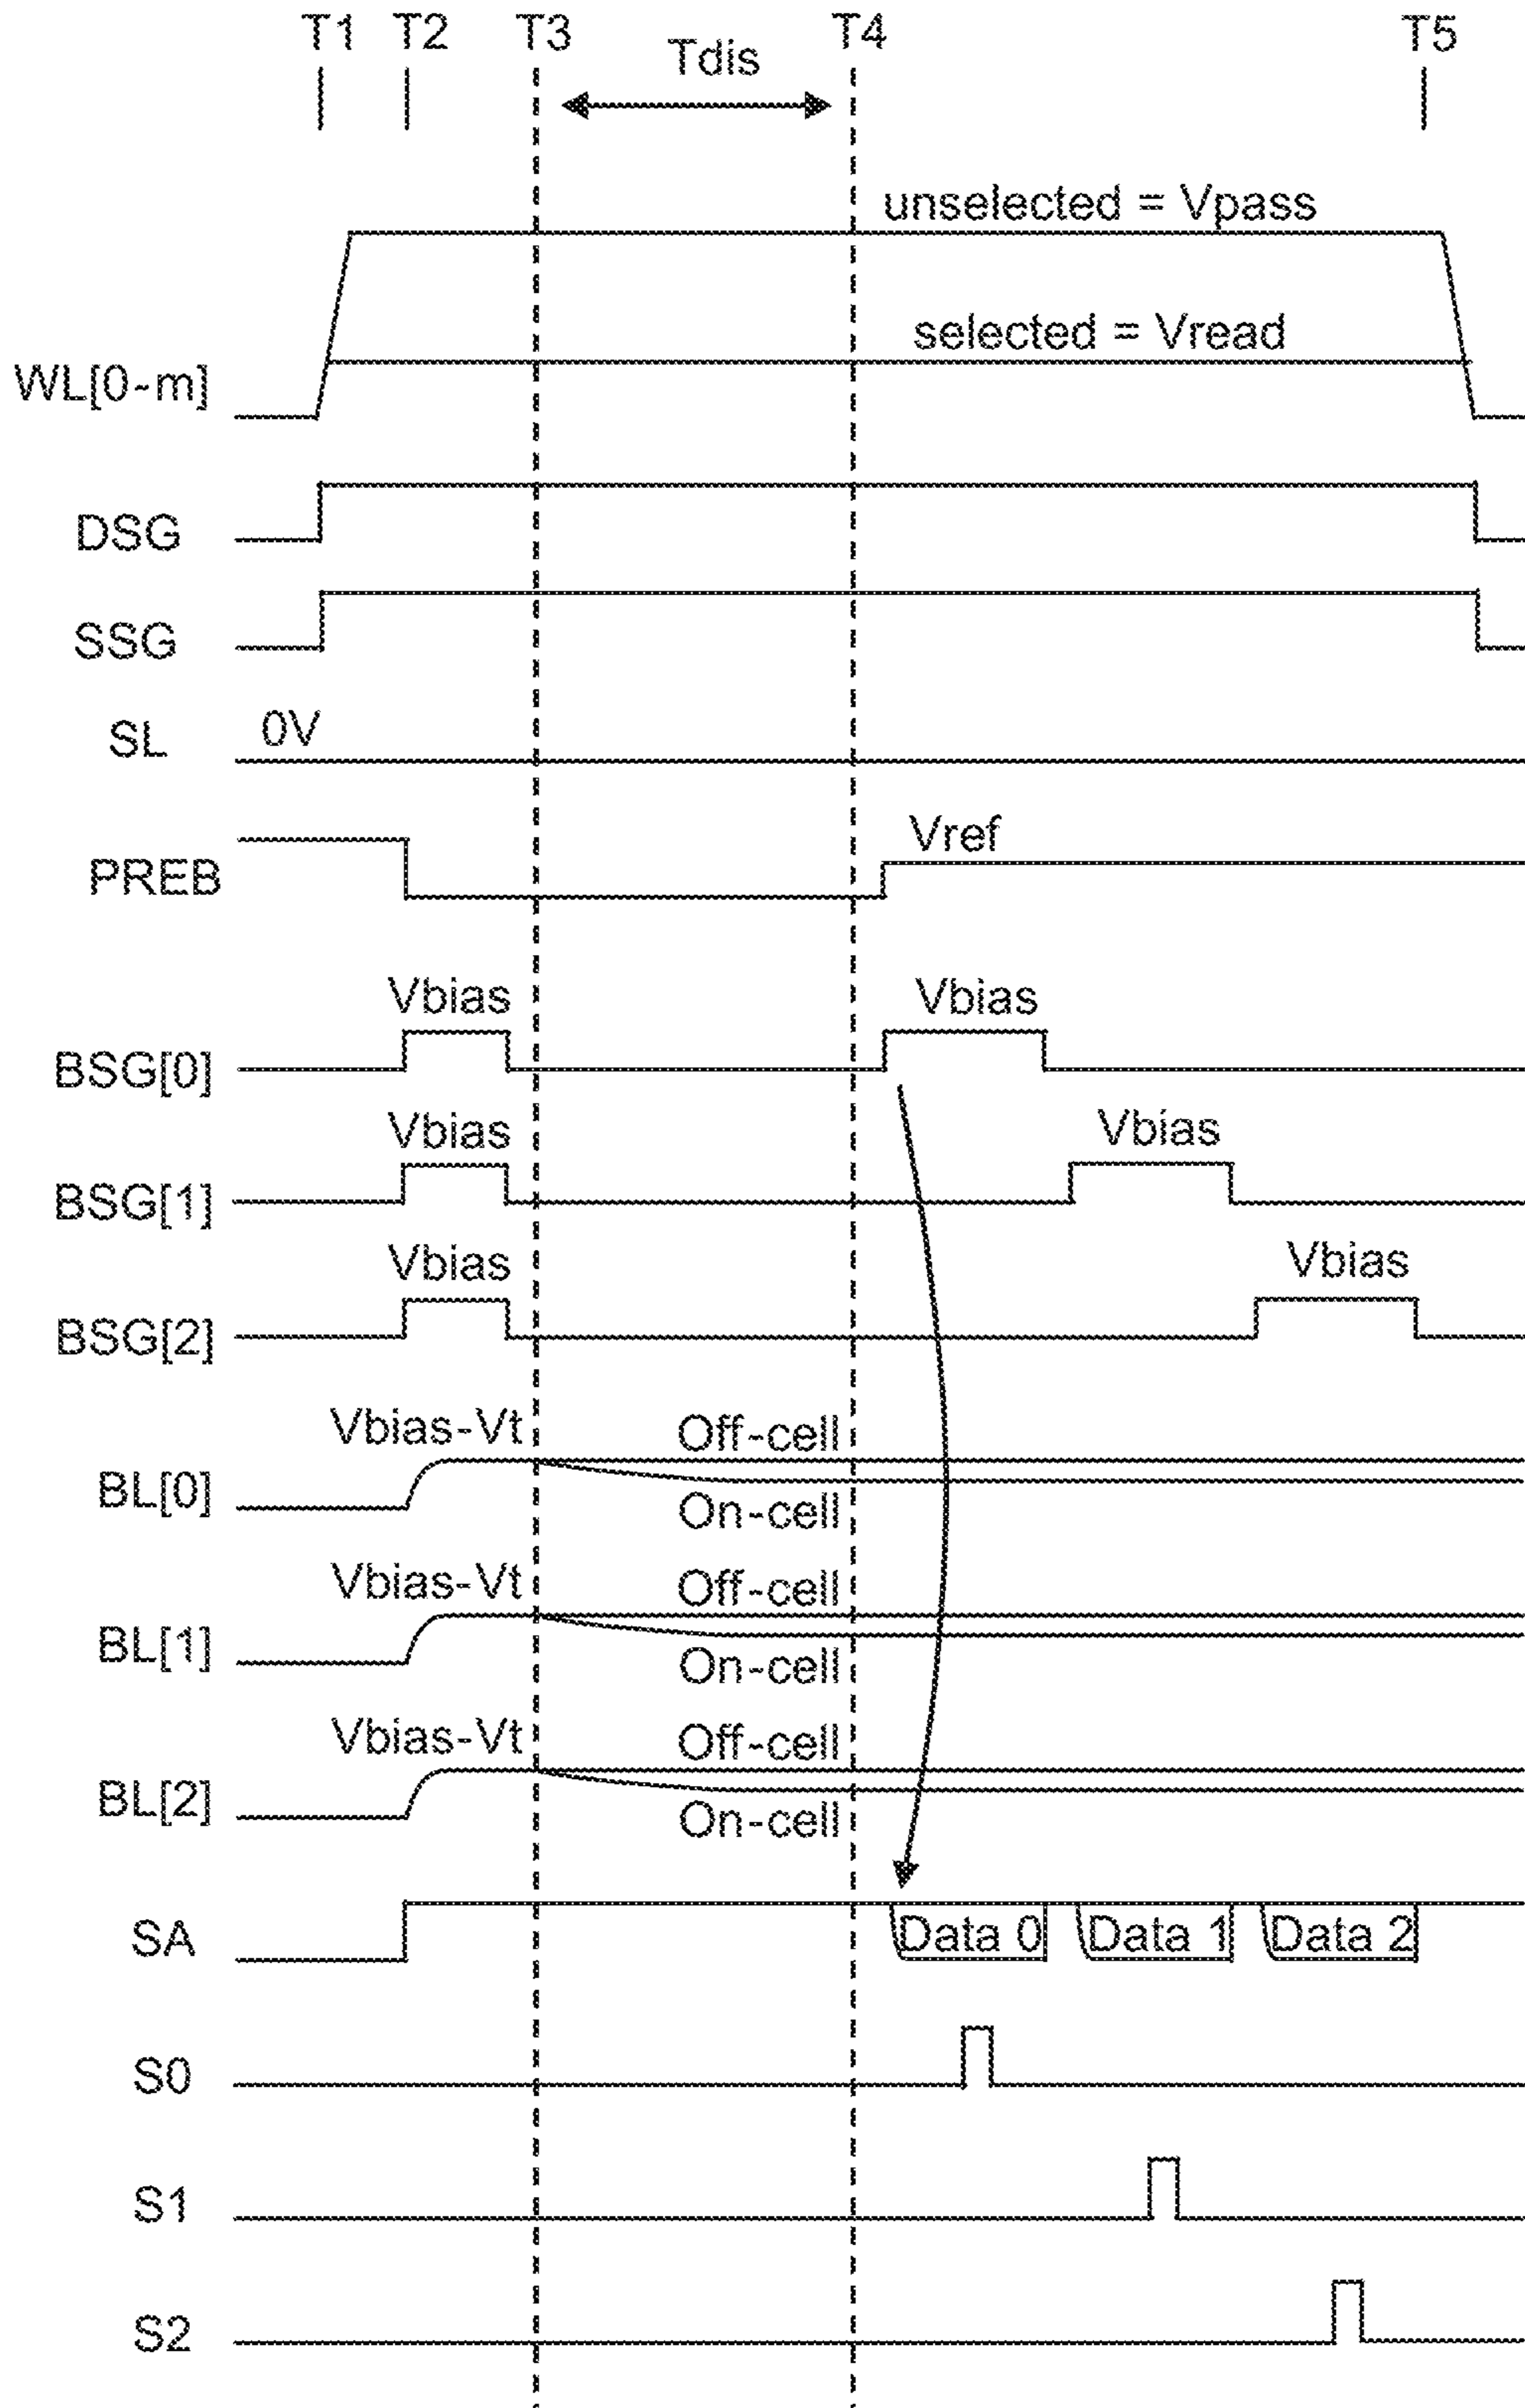 T1 T2 T3 T4 T5
Tdis
unselected = Vpass
selected = Vread
WL[0-m]
DSG
SSG
0V
SL
Vref
PREB
Vbias Vbias
BSG[0]
Vbias Vbias
BSG[1]
Vbias Vbias
BSG[2]
Vbias-Vt Off-cell
BL[0]
On-cell
Vbias-Vt Off-cell
BL[1]
On-cell
Vbias-Vt Off-cell
BL[2]
On-cell
SA Data 0 Data 1 Data 2
S0
S1
S2